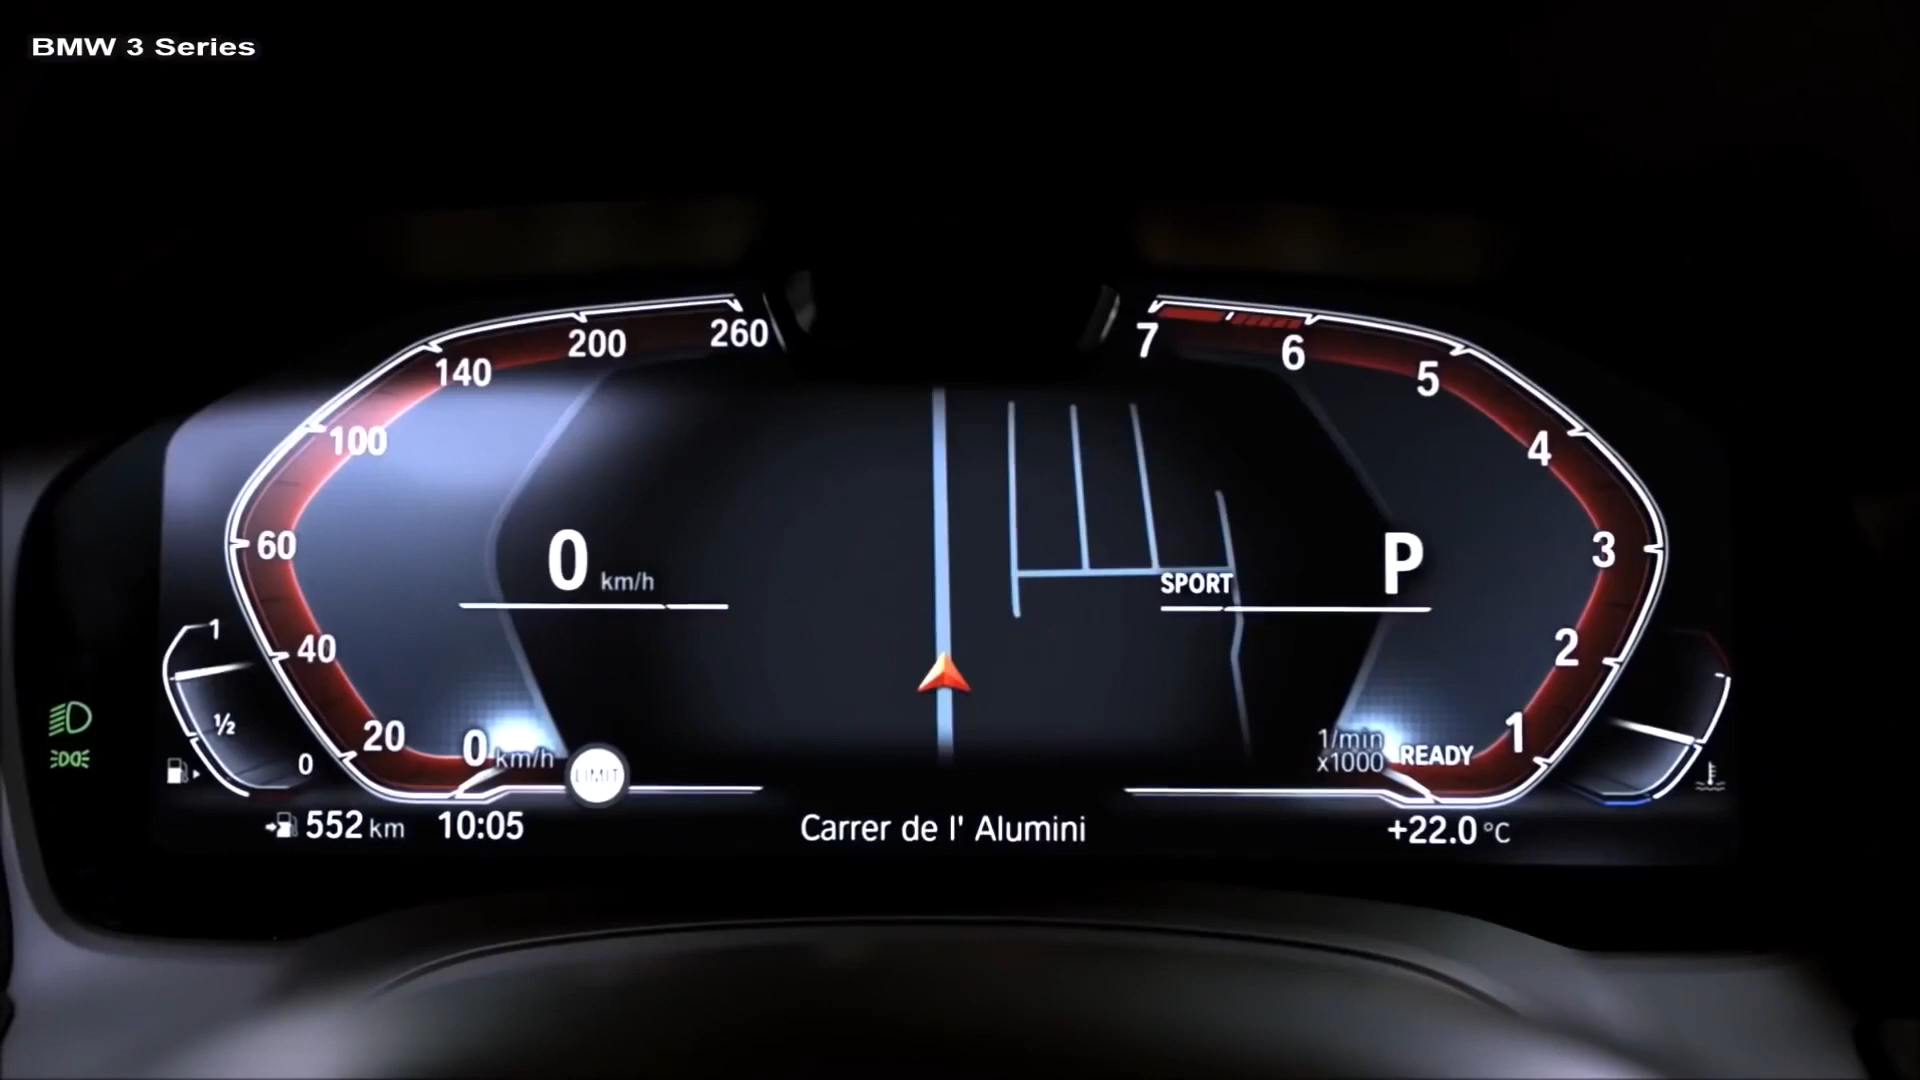 BMW 3 Series
260
200
140
100
60
40
20
0 km/h
7
6
5
4
3
2
1
0 km/h
SPORT
P
1
1/2
0
LIMIT
1/min
x1000
READY
552 km
10:05
Carrer de l' Alumini
+22.0 °C